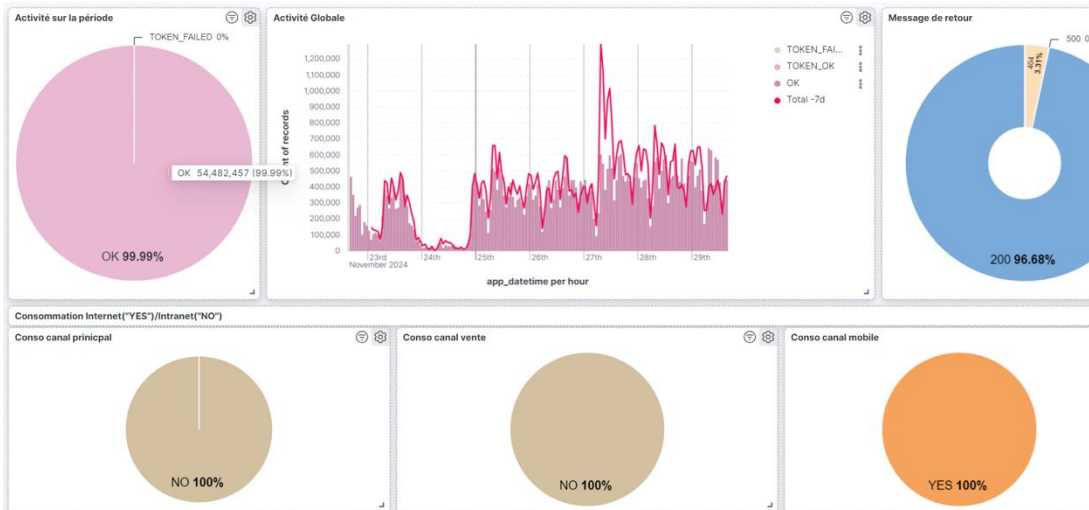 Activité sur la période
TOKEN_FAILED 0%
OK 54,482,457 (99.99%)
OK 99.99%
Activité Globale
of records
1,200,000
1,100,000
1,000,000
900,000
800,000
700,000
600,000
500,000
400,000
300,000
200,000
100,000
0
23rd
24th
25th
26th
27th
28th
29th
November 2024
app_datetime per hour
TOKEN_FAI...
TOKEN_OK
OK
Total -7d
Message de retour
500
404
3.31%
200 96.68%
Consommation Internet("YES")/Intranet("NO")
Conso canal prinicpal
NO 100%
Conso canal vente
NO 100%
Conso canal mobile
YES 100%